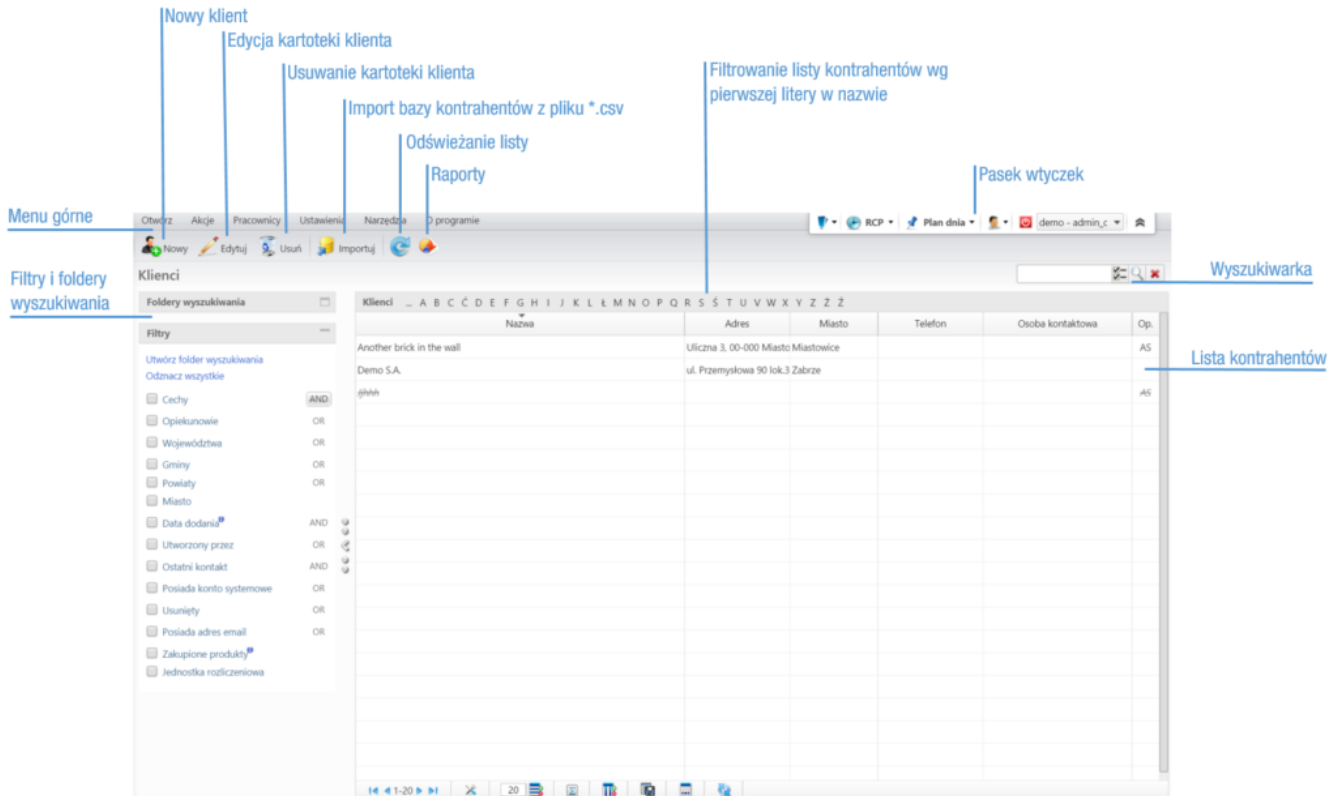 Nowy klient
Edycja kartoteki klienta
Usuwanie kartoteki klienta
Filtrowanie listy kontrahentów wg
pierwszej litery w nazwie
Import bazy kontrahentów z pliku *.csv
Odświeżanie listy
Raporty
Pasek wtyczek
Menu górne
Otwórz Akcje Pracownicy Ustawienia Narzędzia O programie
RCP Plan dnia demo - admin_c
Nowy Edytuj Usuń Importuj
Klienci
Wyszukiwarka
Filtry i foldery
wyszukiwania
Foldery wyszukiwania
Klienci _ A B C Ć D E F G H I J K L Ł M N O P Q R S Ś T U V W X Y Z Ź Ż
Nazwa Adres Miasto Telefon Osoba kontaktowa Op.
Filtry
Another brick in the wall Uliczna 3, 00-000 Miasto Miastowice AS
Utwórz folder wyszukiwania
Lista kontrahentów
Demo S.A. ul. Przemysłowa 90 lok.3 Zabrze
Odznacz wszystkie
AS
Cechy AND
Opiekunowie OR
Województwa OR
Gminy OR
Powiaty OR
Miasto
Data dodania AND
Utworzony przez OR
Ostatni kontakt AND
Posiada konto systemowe OR
Usunięty OR
Posiada adres email OR
Zakupione produkty
Jednostka rozliczeniowa
1-20 20